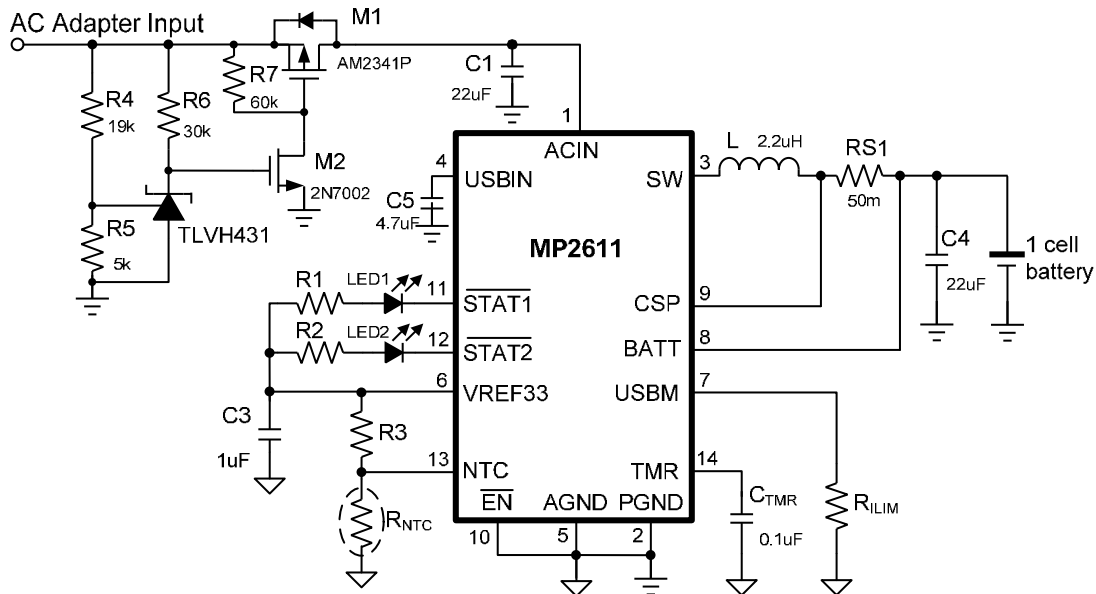 AC Adapter Input
M1
AM2341P
R7
60k
R4
19k
R6
30k
C1
22uF
1
ACIN
M2
2N7002
R5
5k
TLVH431
4
USBIN
C5
4.7uF
3
SW
L
2.2uH
RS1
50m
MP2611
C4
22uF
1 cell
battery
R1
LED1
11
STAT1
R2
LED2
12
STAT2
9
CSP
8
BATT
6
VREF33
7
USBM
C3
1uF
R3
13
NTC
14
TMR
RNTC
EN
AGND
PGND
10
5
2
CTMR
0.1uF
RILIM